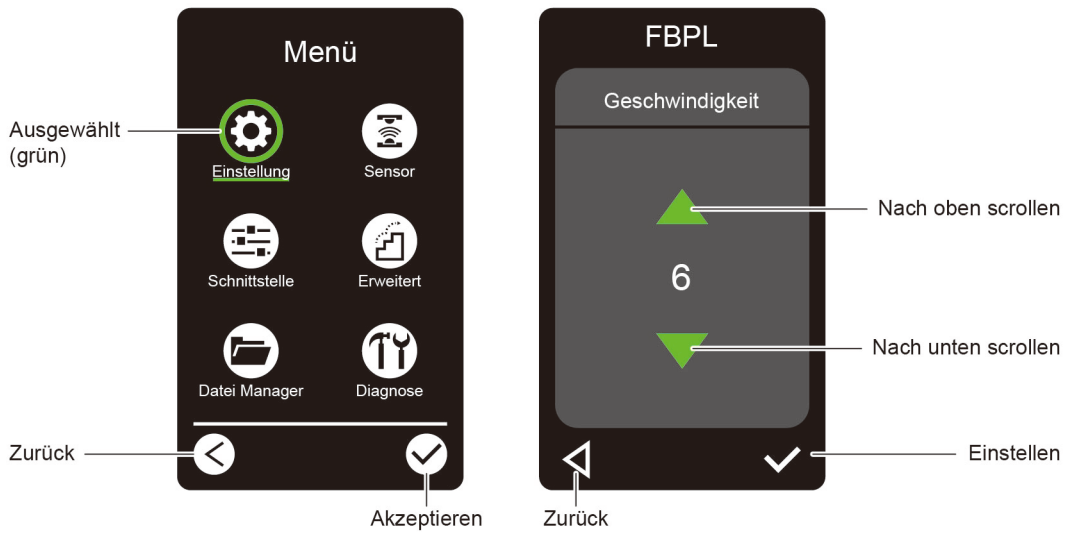 Menü
Ausgewählt
(grün)
Einstellung
Sensor
Schnittstelle
Erweitert
Datei Manager
Diagnose
Zurück
Akzeptieren
FBPL
Geschwindigkeit
Nach oben scrollen
6
Nach unten scrollen
Einstellen
Zurück